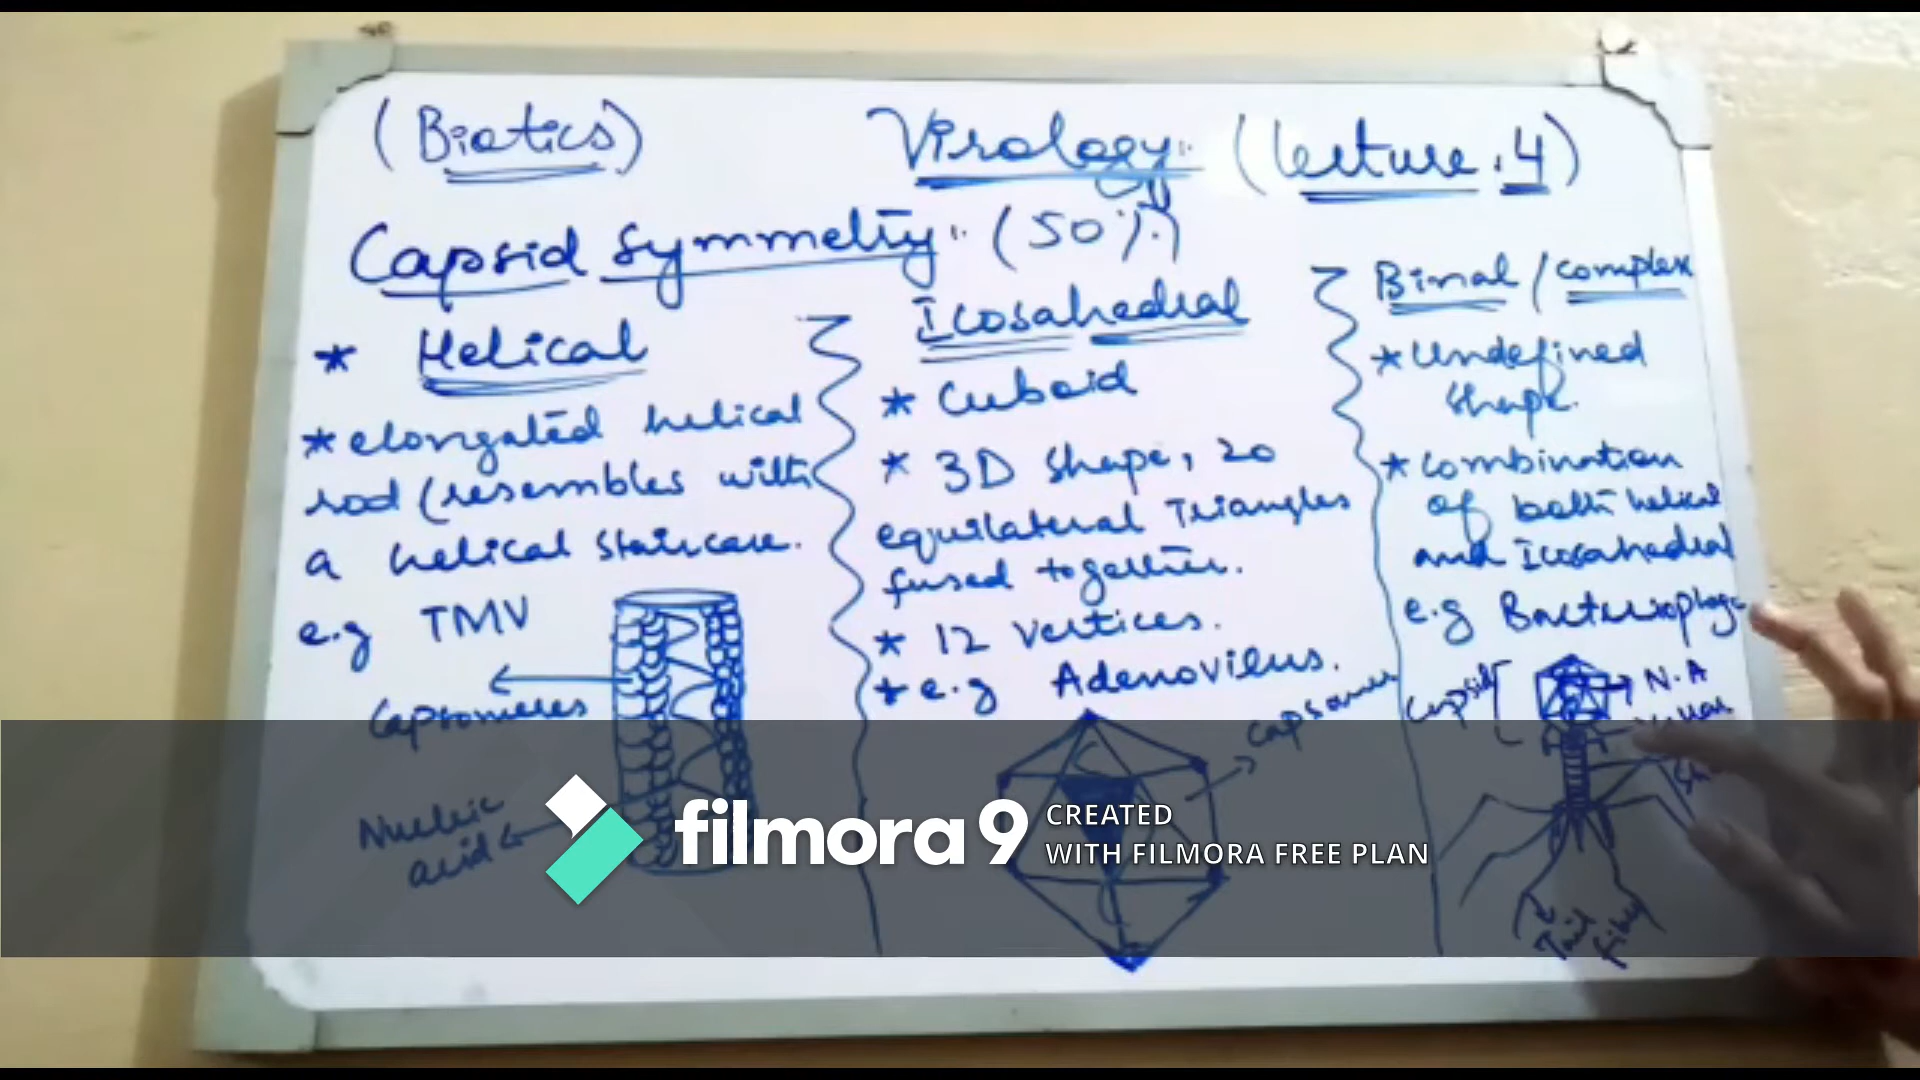 (Biotics)
Virology:- (lecture. 4)
Capsid symmetry:- (50%)
* Helical
* elongated helical
rod (resembles with
a helical staircase.
e.g TMV
Capsomeres
Nucleic
acid
Icosahedral
* Cuboid
* 3D shape, 20
equilateral Triangles
fused together.
* 12 vertices.
* e.g Adenovirus.
Binal / complex
* Undefined
shape.
* combination
of both helical
and Icosahedral
e.g Bacteriophage
Capsid
N.A
Tail
fiber
filmora 9
CREATED
WITH FILMORA FREE PLAN